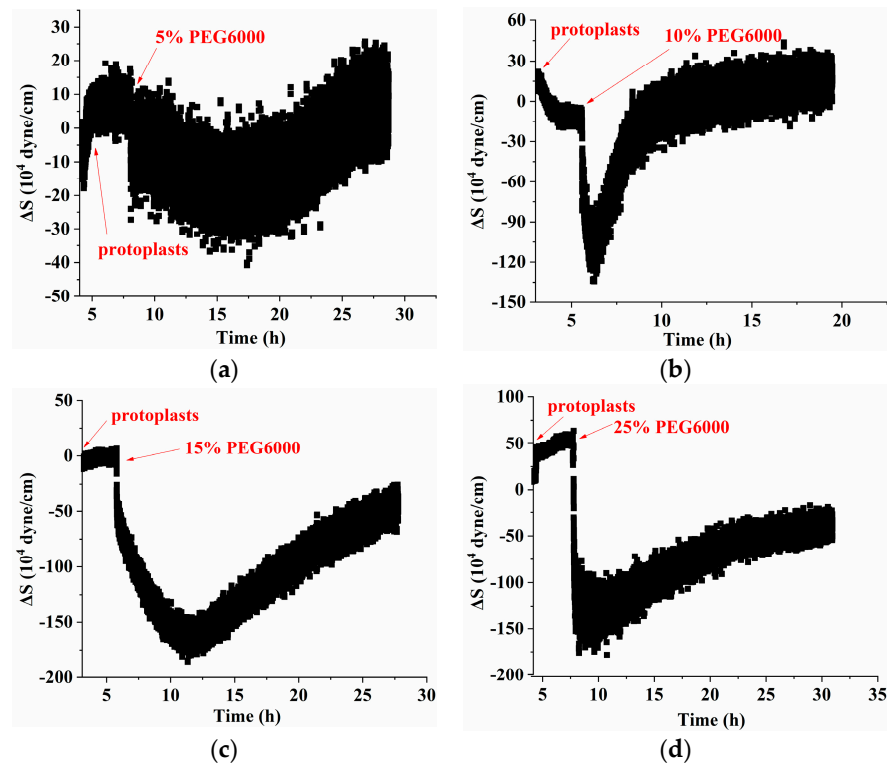 30
5% PEG6000
20
10
0
-10
-20
-30
-40
-50
protoplasts
ΔS (10⁴ dyne/cm)
5 10 15 20 25 30
Time (h)
(a)
60
protoplasts
10% PEG6000
30
0
-30
-60
-90
-120
-150
ΔS (10⁴ dyne/cm)
5 10 15 20
Time (h)
(b)
50
protoplasts
0
15% PEG6000
-50
-100
-150
-200
ΔS (10⁴ dyne/cm)
5 10 15 20 25 30
Time (h)
(c)
100
protoplasts
50
25% PEG6000
0
-50
-100
-150
-200
ΔS (10⁴ dyne/cm)
5 10 15 20 25 30 35
Time (h)
(d)